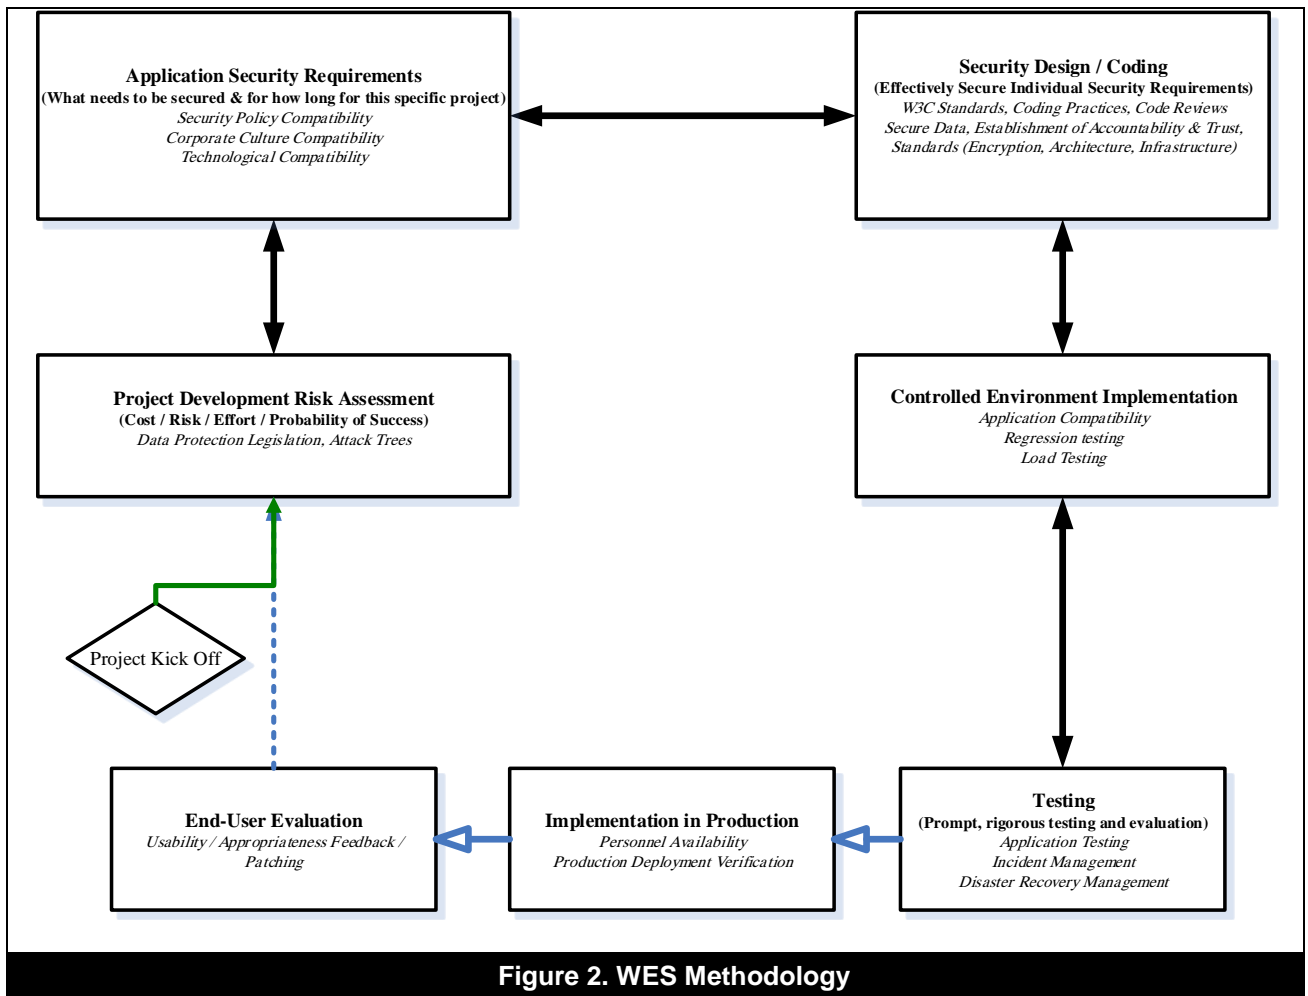 Application Security Requirements
(What needs to be secured & for how long for this specific project)
Security Policy Compatibility
Corporate Culture Compatibility
Technological Compatibility
Security Design / Coding
(Effectively Secure Individual Security Requirements)
W3C Standards, Coding Practices, Code Reviews
Secure Data, Establishment of Accountability & Trust,
Standards (Encryption, Architecture, Infrastructure)
Project Development Risk Assessment
(Cost / Risk / Effort / Probability of Success)
Data Protection Legislation, Attack Trees
Controlled Environment Implementation
Application Compatibility
Regression testing
Load Testing
Project Kick Off
End-User Evaluation
Usability / Appropriateness Feedback /
Patching
Implementation in Production
Personnel Availability
Production Deployment Verification
Testing
(Prompt, rigorous testing and evaluation)
Application Testing
Incident Management
Disaster Recovery Management
Figure 2. WES Methodology